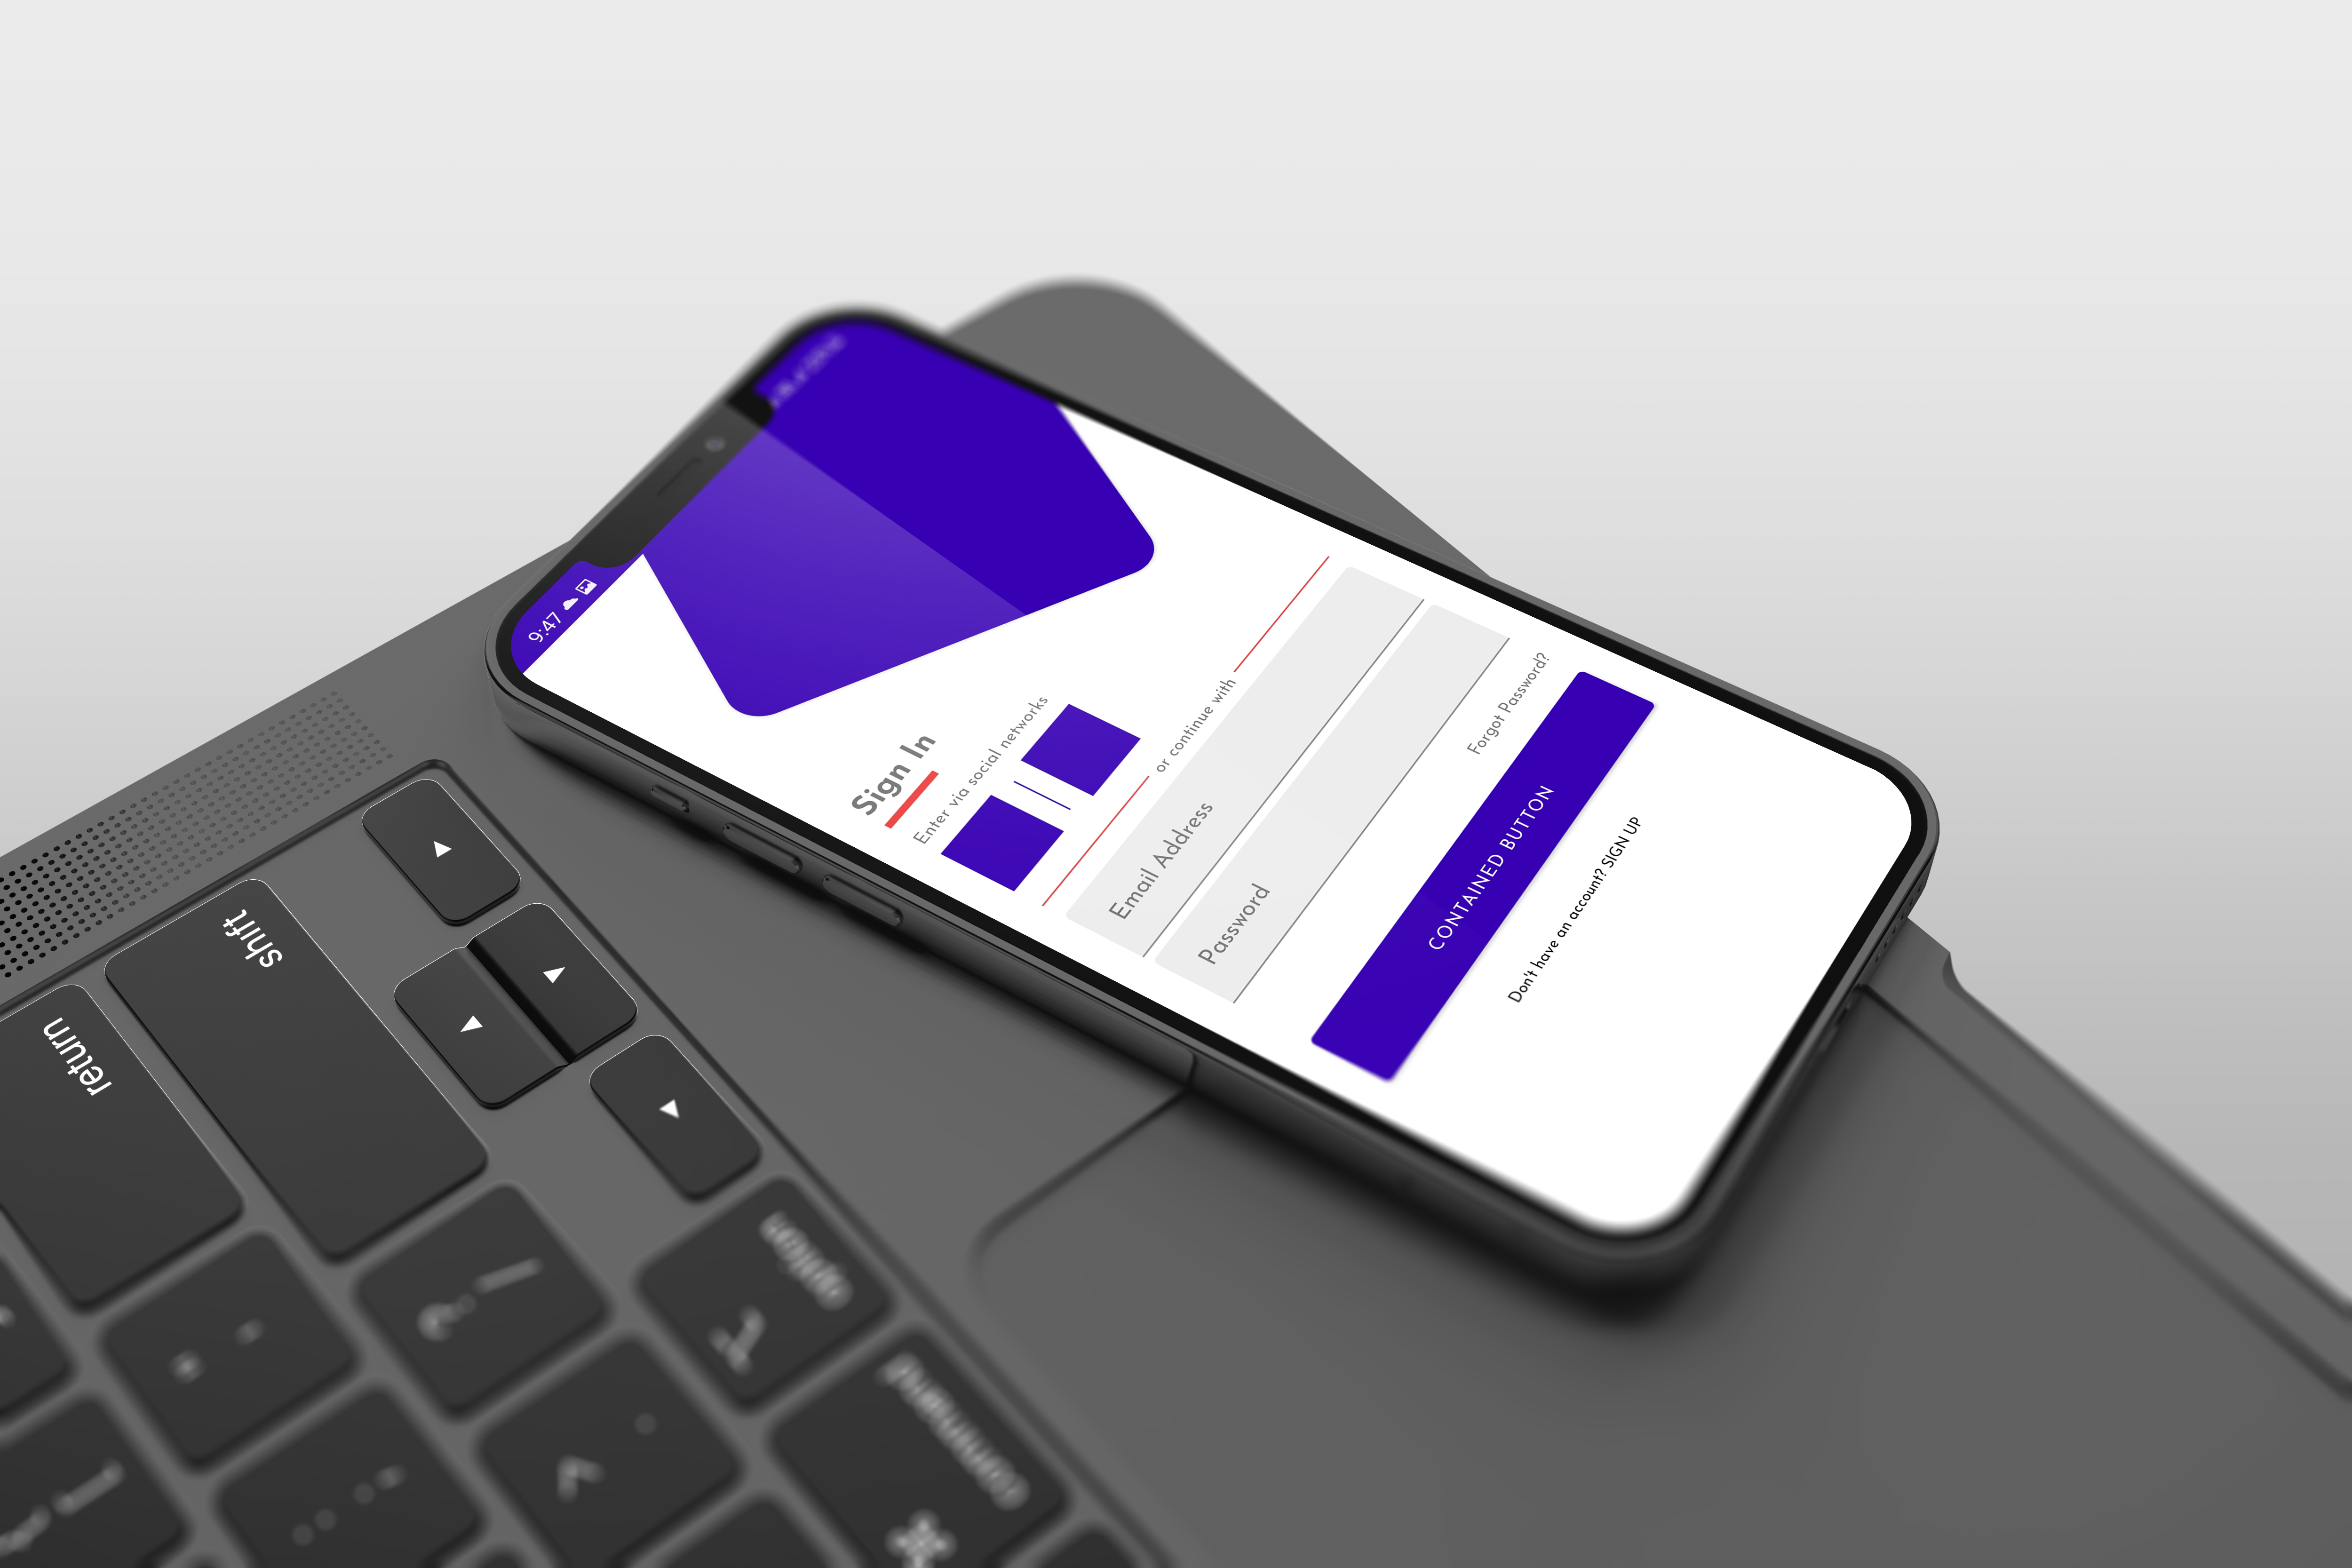 9:47
Sign In
Enter via social networks
or continue with
Email Address
Password
Forgot Password?
CONTAINED BUTTON
Don't have an account? SIGN UP
shift
return